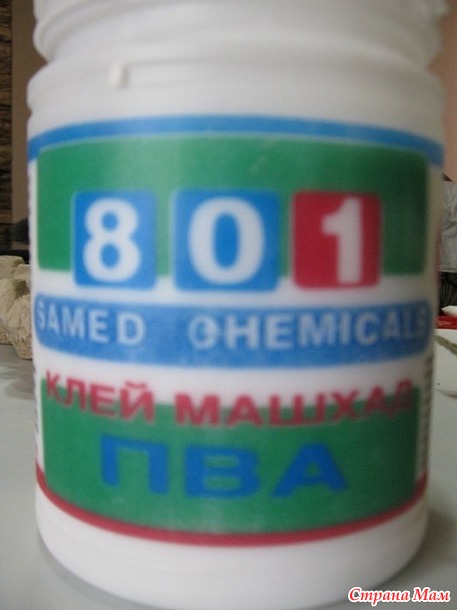 801
SAMED CHEMICALS
КЛЕЙ МАШХАД
ПВА
Страна Мам